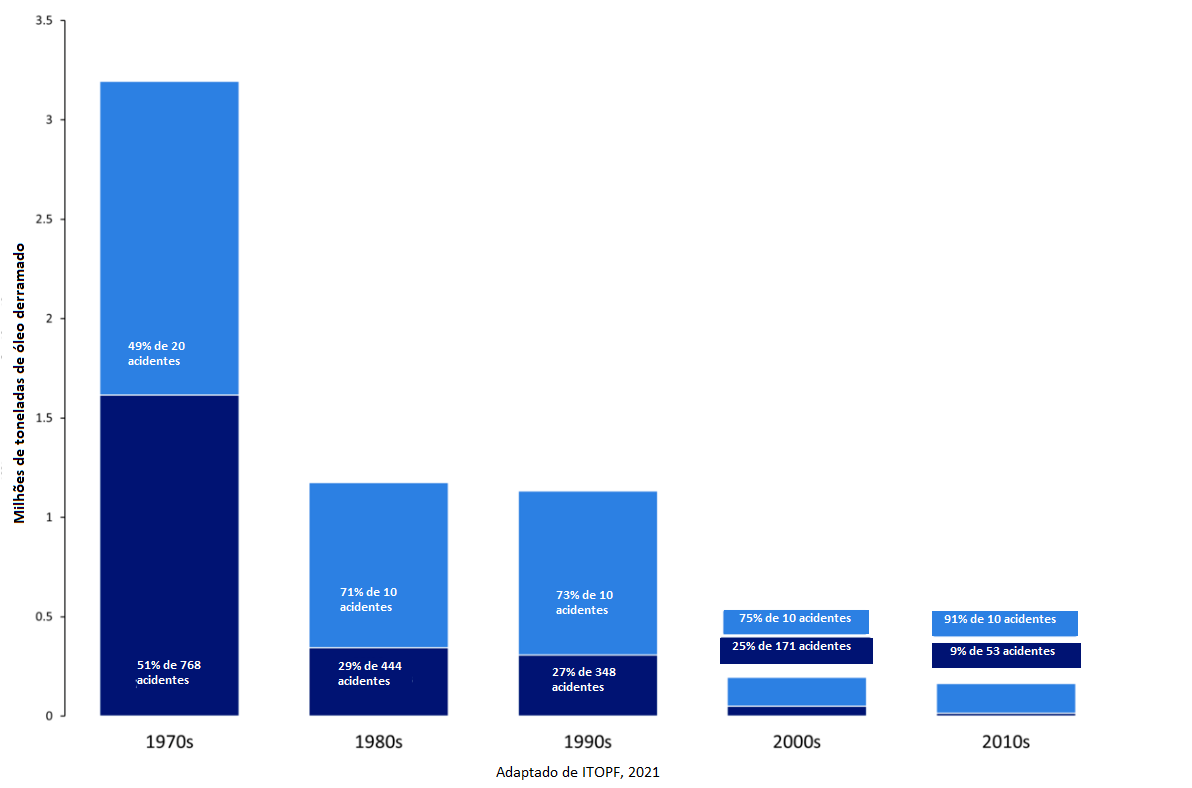 3.5
3
2.5
2
1.5
1
0.5
0
Milhões de toneladas de óleo derramado
49% de 20
acidentes
51% de 768
acidentes
71% de 10
acidentes
29% de 444
acidentes
73% de 10
acidentes
27% de 348
acidentes
75% de 10 acidentes
25% de 171 acidentes
91% de 10 acidentes
9% de 53 acidentes
1970s
1980s
1990s
2000s
2010s
Adaptado de ITOPF, 2021